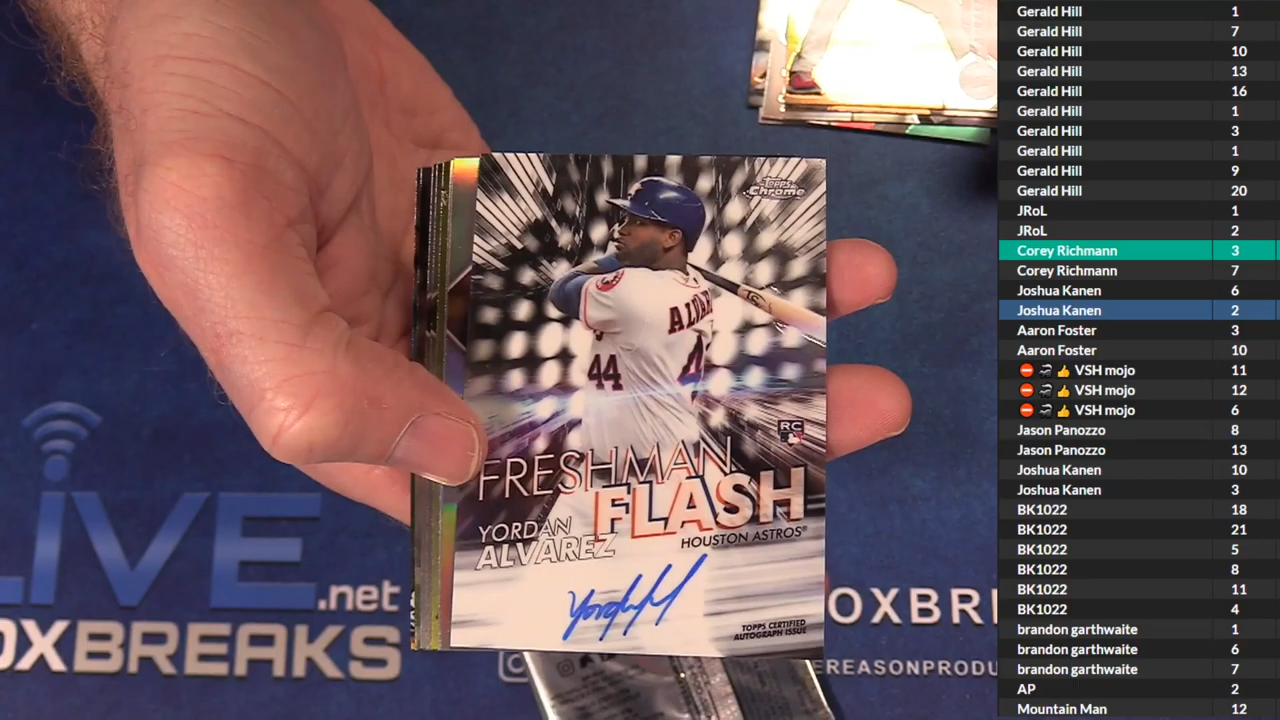 Topps
Chrome
ALVAR
44
4
RC
FRESHMAN
FLASH
YORDAN
ALVAREZ
HOUSTON ASTROS®
TOPPS CERTIFIED
AUTOGRAPH ISSUE
LIVE.net
OXBREAKS
OXBRE
EREASONPRODU
Gerald Hill 1
Gerald Hill 7
Gerald Hill 10
Gerald Hill 13
Gerald Hill 16
Gerald Hill 1
Gerald Hill 3
Gerald Hill 1
Gerald Hill 9
Gerald Hill 20
JRoL 1
JRoL 2
Corey Richmann 3
Corey Richmann 7
Joshua Kanen 6
Joshua Kanen 2
Aaron Foster 3
Aaron Foster 10
VSH mojo 11
VSH mojo 12
VSH mojo 6
Jason Panozzo 8
Jason Panozzo 13
Joshua Kanen 10
Joshua Kanen 3
BK1022 18
BK1022 21
BK1022 5
BK1022 8
BK1022 11
BK1022 4
brandon garthwaite 1
brandon garthwaite 6
brandon garthwaite 7
AP 2
Mountain Man 12